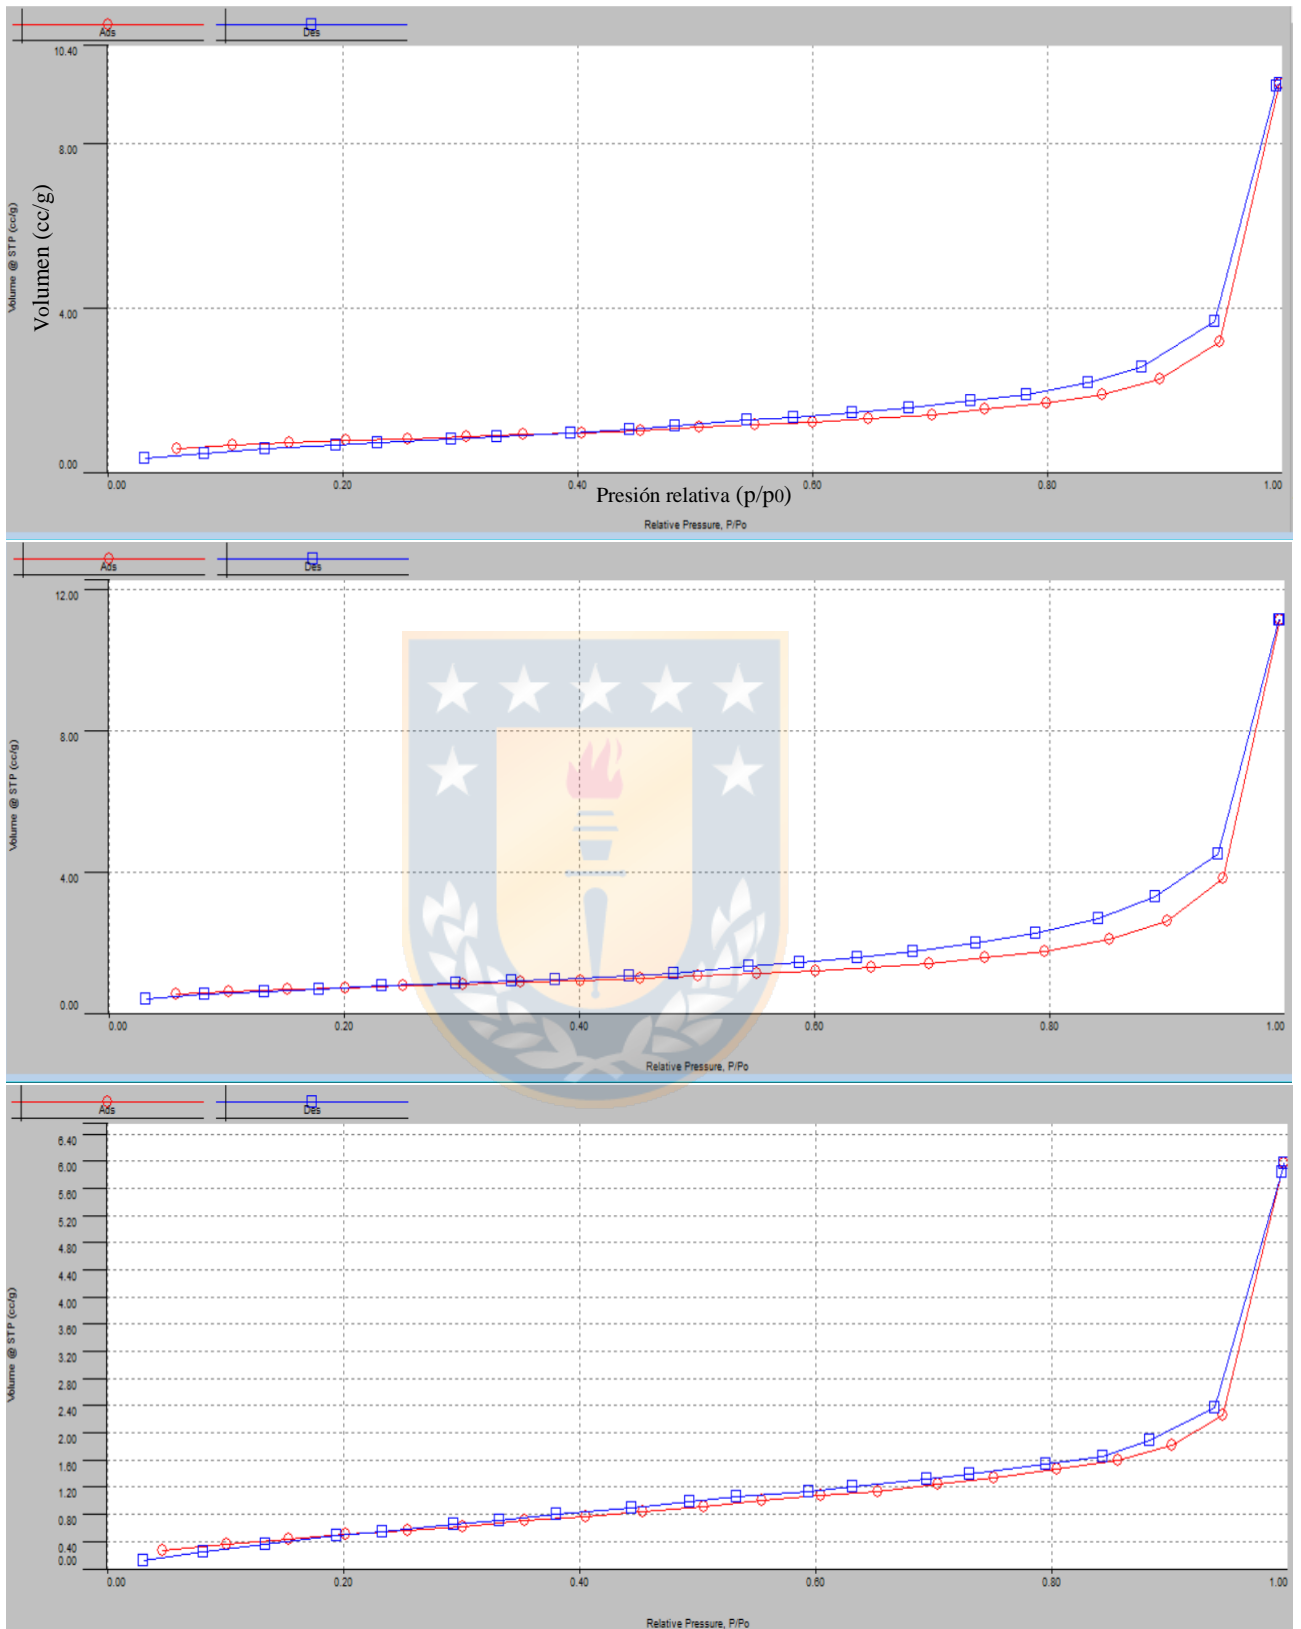 Ads Des
10.40
8.00
4.00
0.00
Volume @ STP (cc/g)
Volumen (cc/g)
0.00 0.20 0.40 0.60 0.80 1.00
Presión relativa (p/p0)
Relative Pressure, P/Po
Ads Des
12.00
8.00
4.00
0.00
Volume @ STP (cc/g)
0.00 0.20 0.40 0.60 0.80 1.00
Relative Pressure, P/Po
Ads Des
6.40
6.00
5.60
5.20
4.80
4.40
4.00
3.60
3.20
2.80
2.40
2.00
1.60
1.20
0.80
0.40
0.00
Volume @ STP (cc/g)
0.00 0.20 0.40 0.60 0.80 1.00
Relative Pressure, P/Po